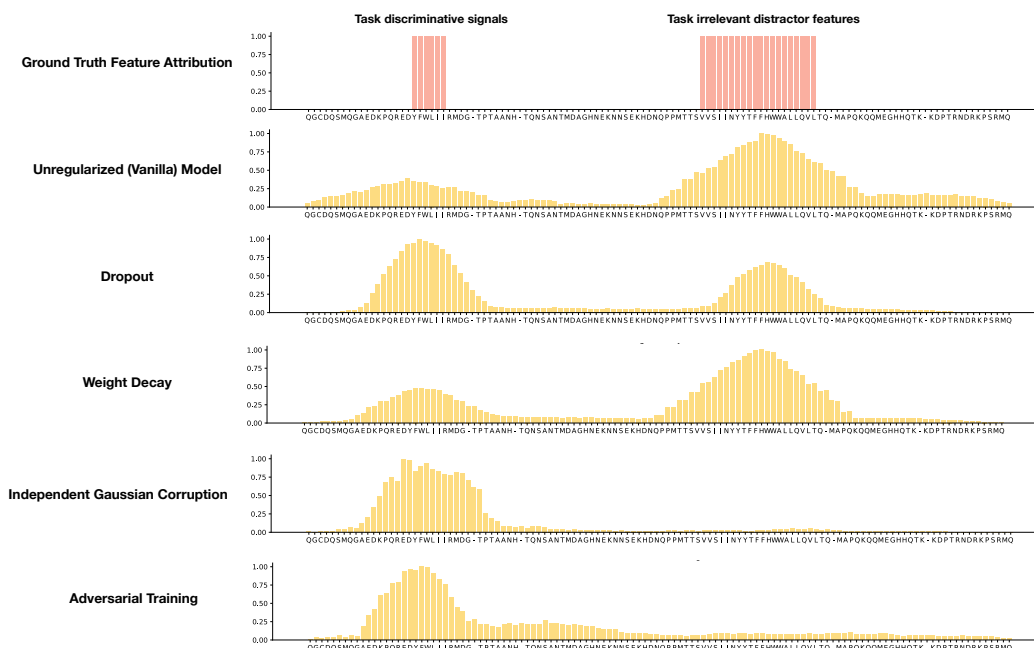 Task discriminative signals
Task irrelevant distractor features
Ground Truth Feature Attribution
1.00
0.75
0.50
0.25
0.00
QGCDQSMQGAEDKPQREDYFWLIIRMDG-TPTAANH-TQNSANTMDAGHNEKNNSEKHDNQPPMTTSVVSIINYYTFFHWWALLQVLTQ-MAPQKQQMEGHHQTK-KDPTRNDRKPSRMQ
Unregularized (Vanilla) Model
1.00
0.75
0.50
0.25
0.00
QGCDQSMQGAEDKPQREDYFWLIIRMDG-TPTAANH-TQNSANTMDAGHNEKNNSEKHDNQPPMTTSVVSIINYYTFFHWWALLQVLTQ-MAPQKQQMEGHHQTK-KDPTRNDRKPSRMQ
Dropout
1.00
0.75
0.50
0.25
0.00
QGCDQSMQGAEDKPQREDYFWLIIRMDG-TPTAANH-TQNSANTMDAGHNEKNNSEKHDNQPPMTTSVVSIINYYTFFHWWALLQVLTQ-MAPQKQQMEGHHQTK-KDPTRNDRKPSRMQ
Weight Decay
1.00
0.75
0.50
0.25
0.00
QGCDQSMQGAEDKPQREDYFWLIIRMDG-TPTAANH-TQNSANTMDAGHNEKNNSEKHDNQPPMTTSVVSIINYYTFFHWWALLQVLTQ-MAPQKQQMEGHHQTK-KDPTRNDRKPSRMQ
Independent Gaussian Corruption
1.00
0.75
0.50
0.25
0.00
QGCDQSMQGAEDKPQREDYFWLIIRMDG-TPTAANH-TQNSANTMDAGHNEKNNSEKHDNQPPMTTSVVSIINYYTFFHWWALLQVLTQ-MAPQKQQMEGHHQTK-KDPTRNDRKPSRMQ
Adversarial Training
1.00
0.75
0.50
0.25
0.00